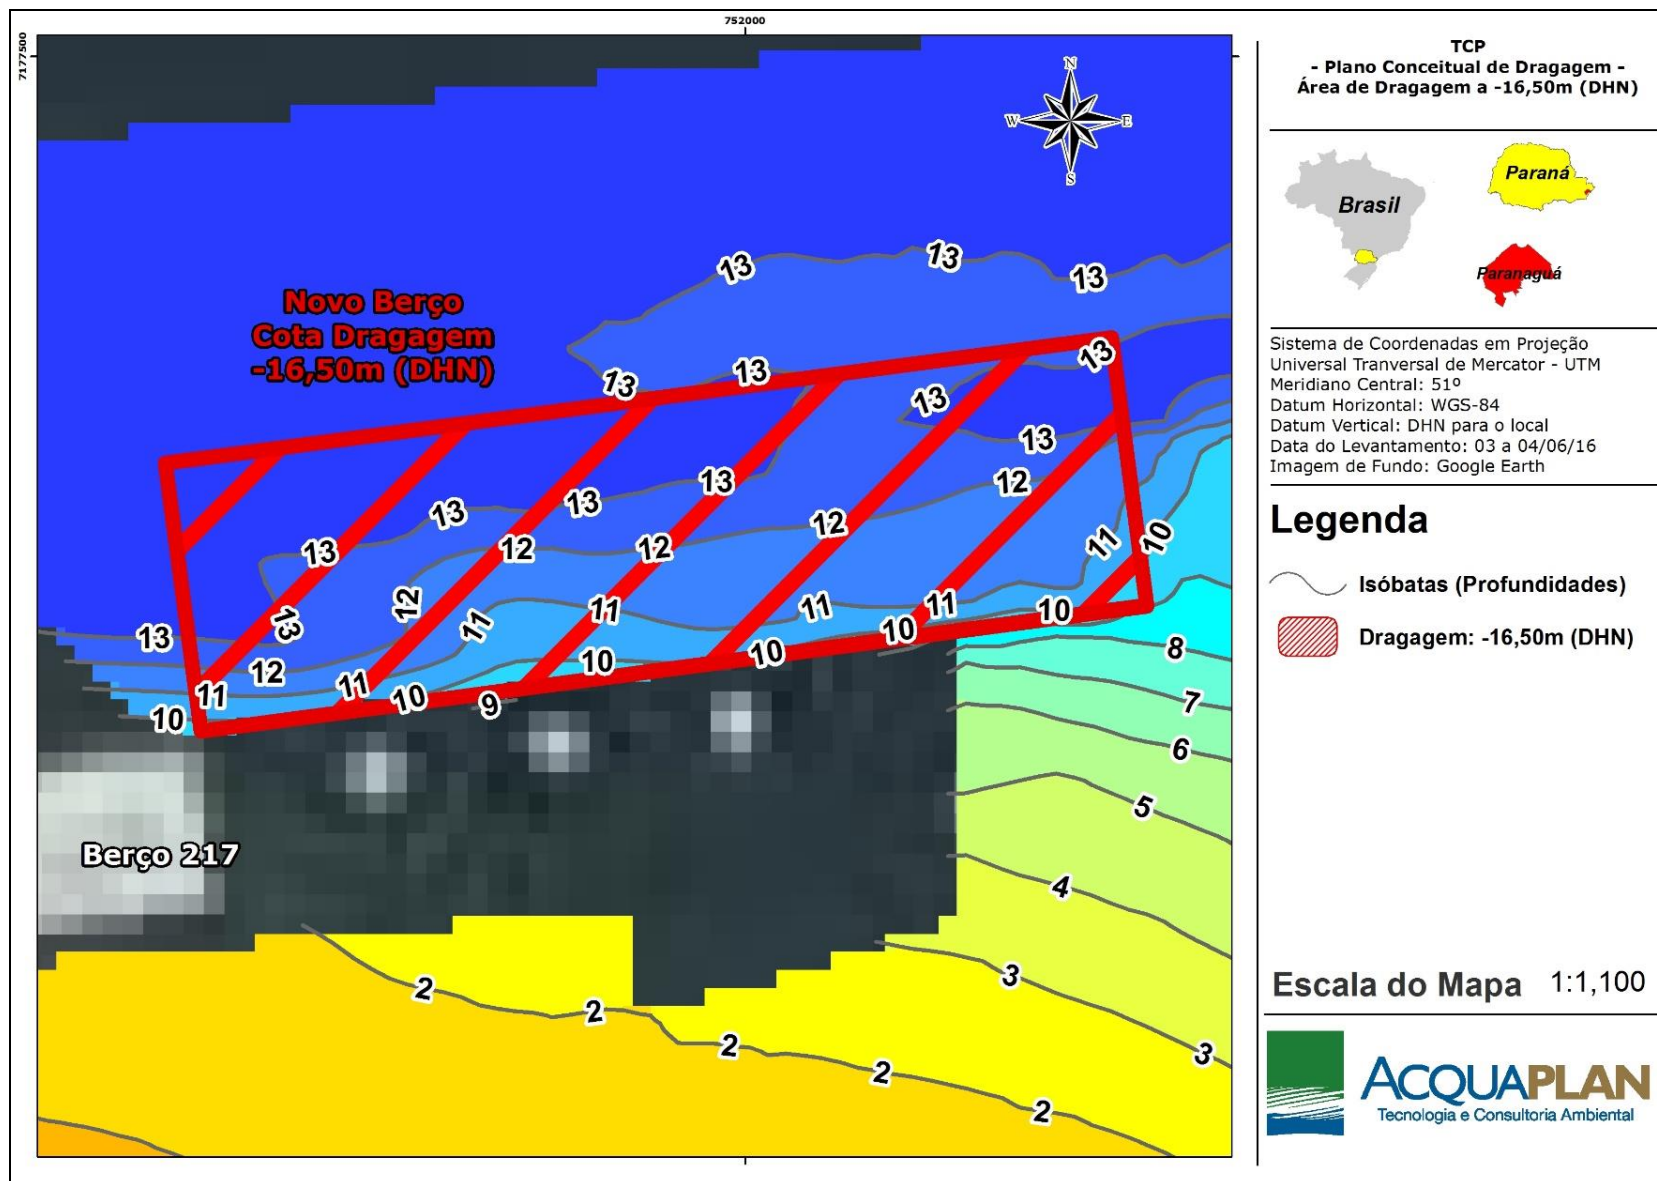 752000
7177500
N
W
E
S
13
13
13
Novo Berço
Cota Dragagem
-16,50m (DHN)
13
13
13
13
13
12
13
13
13
13
12
12
12
13
11
10
12
11
11
11
11
13
13
12
11
11
10
10
10
10
10
10
9
8
7
6
5
4
3
3
Berço 217
2
2
2
2
2
TCP
- Plano Conceitual de Dragagem -
Área de Dragagem a -16,50m (DHN)
Brasil
Paraná
Paranaguá
Sistema de Coordenadas em Projeção
Universal Tranversal de Mercator - UTM
Meridiano Central: 51º
Datum Horizontal: WGS-84
Datum Vertical: DHN para o local
Data do Levantamento: 03 a 04/06/16
Imagem de Fundo: Google Earth
Legenda
Isóbatas (Profundidades)
Dragagem: -16,50m (DHN)
Escala do Mapa 1:1,100
ACQUAPLAN
Tecnologia e Consultoria Ambiental